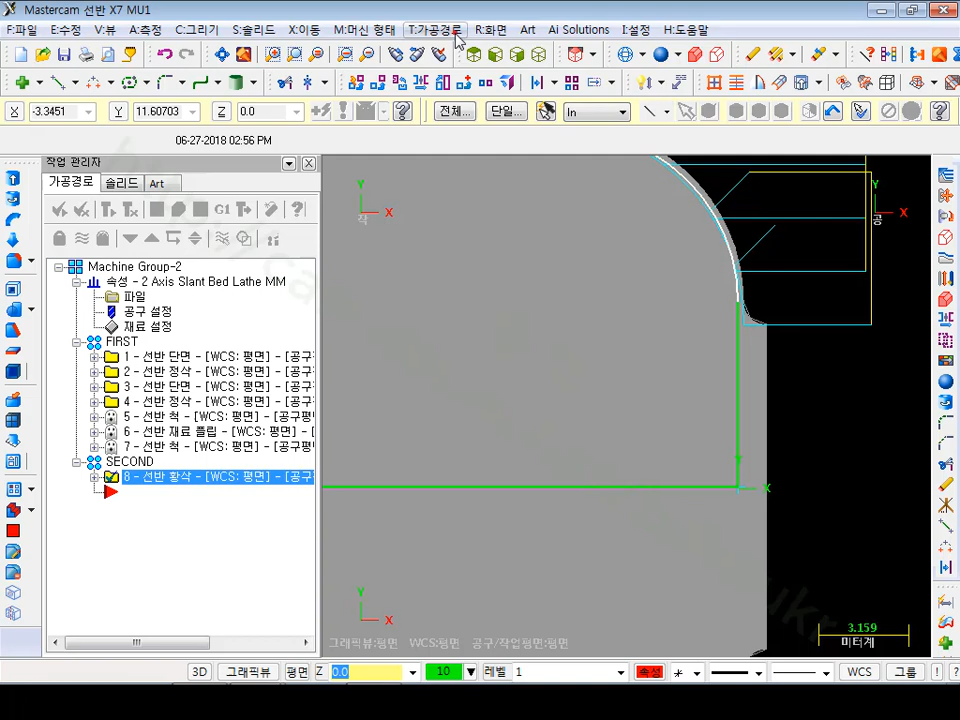 Mastercam 선반 X7 MU1
F:파일 E:수정 V:뷰 A:측정 C:그리기 S:솔리드 X:이동 M:머신 형태 T:가공경로 R:화면 Art Ai Solutions I:설정 H:도움말
X -3.3451 Y 11.60703 Z 0.0 전체... 단일... In
06-27-2018 02:56 PM
작업 관리자
가공경로 솔리드 Art
G1
Machine Group-2
속성 - 2 Axis Slant Bed Lathe MM
파일
공구 설정
재료 설정
FIRST
1 - 선반 단면 - [WCS: 평면] - [공구
2 - 선반 정삭 - [WCS: 평면] - [공구
3 - 선반 단면 - [WCS: 평면] - [공구
4 - 선반 정삭 - [WCS: 평면] - [공구
5 - 선반 척 - [WCS: 평면] - [공구평
6 - 선반 재료 플립 - [WCS: 평면] -
7 - 선반 척 - [WCS: 평면] - [공구평
SECOND
8 - 선반 황삭 - [WCS: 평면] - [공구
Y
X
Y
X
X
Y
X
그래픽뷰:평면 WCS:평면 공구/작업평면:평면
3.159
미터계
3D 그래픽뷰 평면 Z 0.0 10 레벨 1 속성 WCS 그룹 ! ?